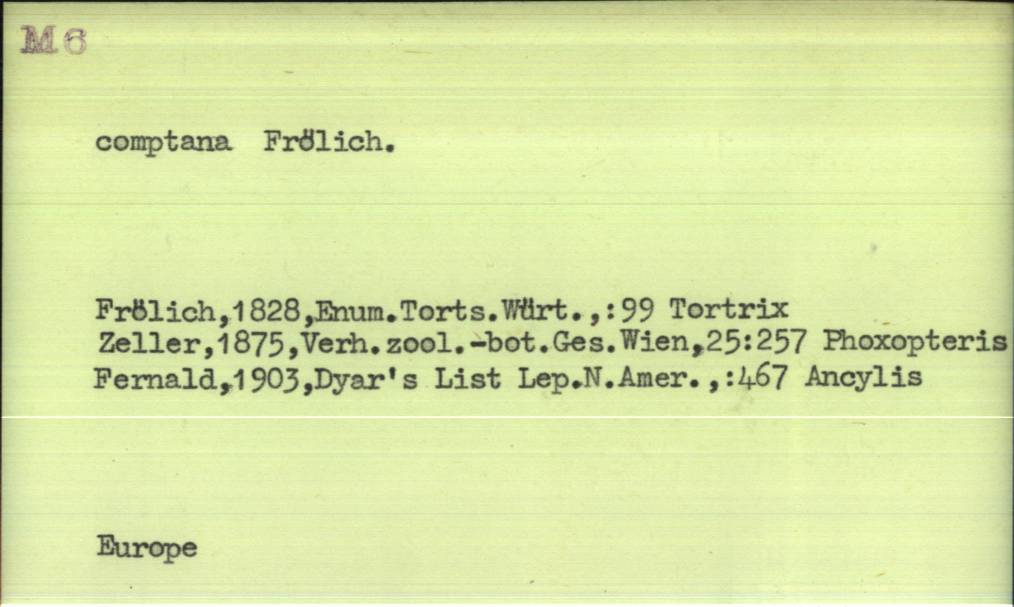 M6
comptana Frölich.
Frölich,1828,Enum.Torts.Würt.,:99 Tortrix
Zeller,1875,Verh.zool.-bot.Ges.Wien,25:257 Phoxopteris
Fernald,1903,Dyar's List Lep.N.Amer.,:467 Ancylis
Europe